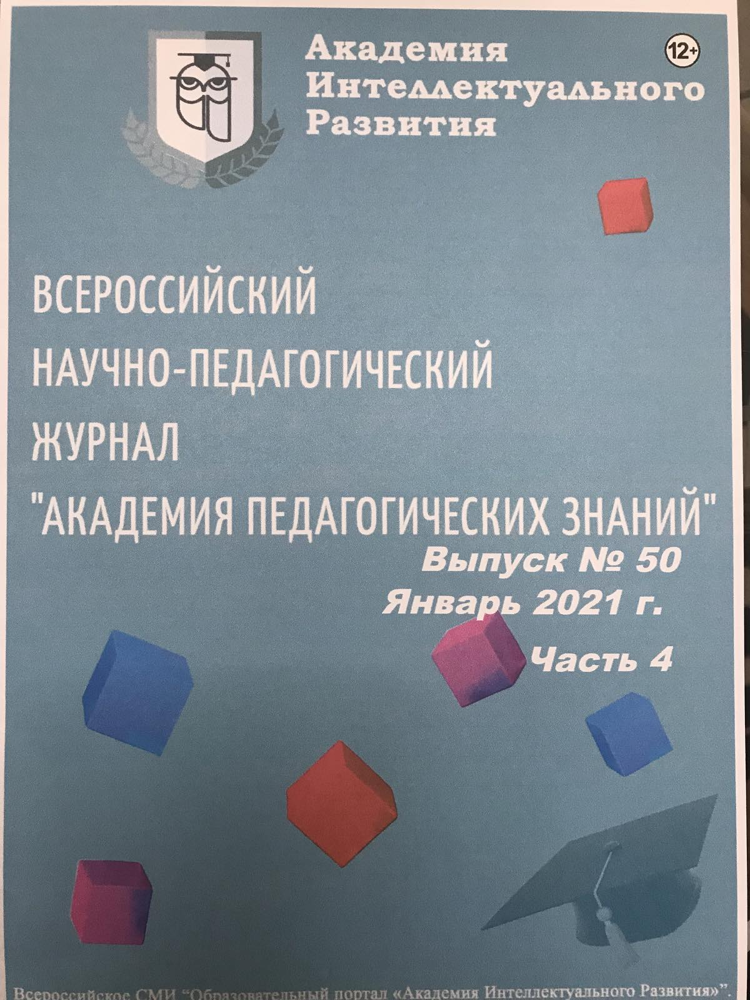 Академия
12+
Интеллектуального
Развития
ВСЕРОССИЙСКИЙ
НАУЧНО-ПЕДАГОГИЧЕСКИЙ
ЖУРНАЛ
"АКАДЕМИЯ ПЕДАГОГИЧЕСКИХ ЗНАНИЙ"
Выпуск № 50
Январь 2021 г.
Часть 4
Всероссийское СМИ “Образовательный портал «Академия Интеллектуального Развития»”.